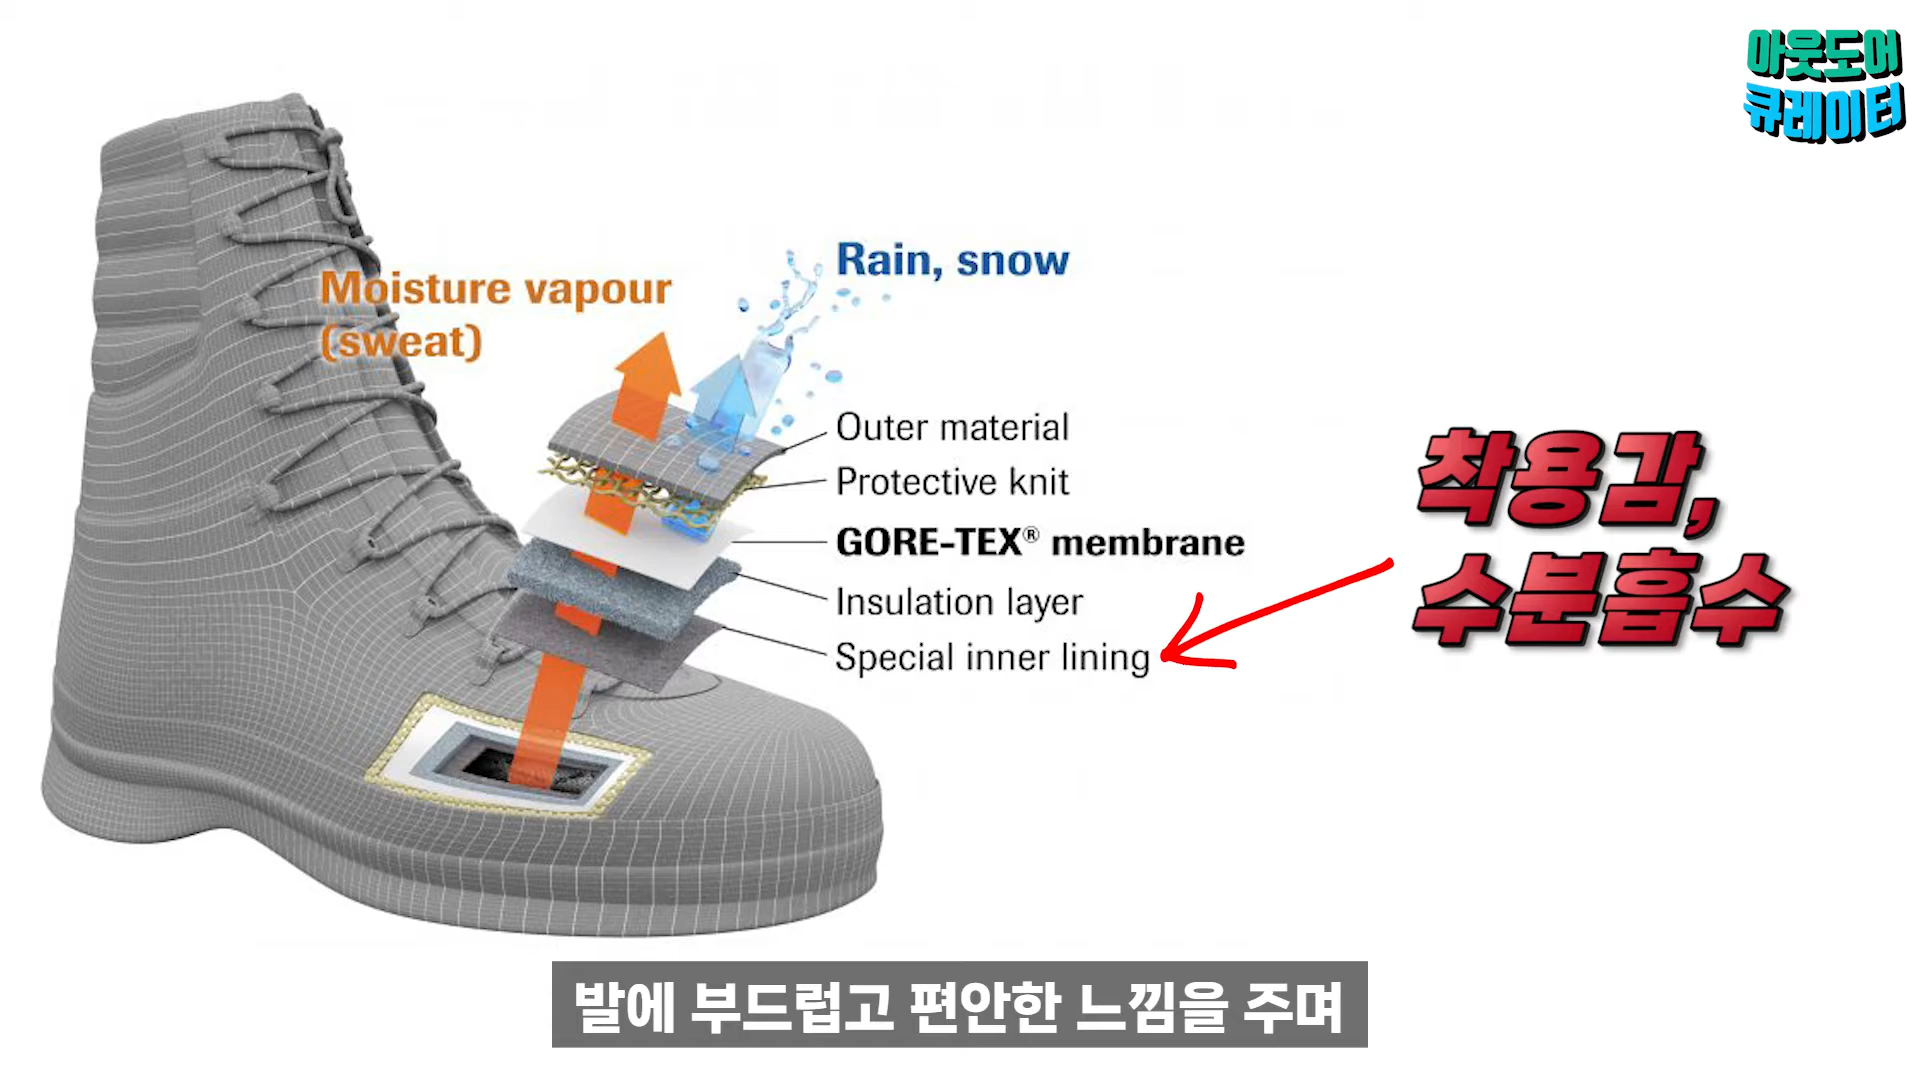 아웃도어
큐레이터
Rain, snow
Moisture vapour
(sweat)
Outer material
Protective knit
GORE-TEX® membrane
Insulation layer
Special inner lining
착용감,
수분흡수
발에 부드럽고 편안한 느낌을 주며